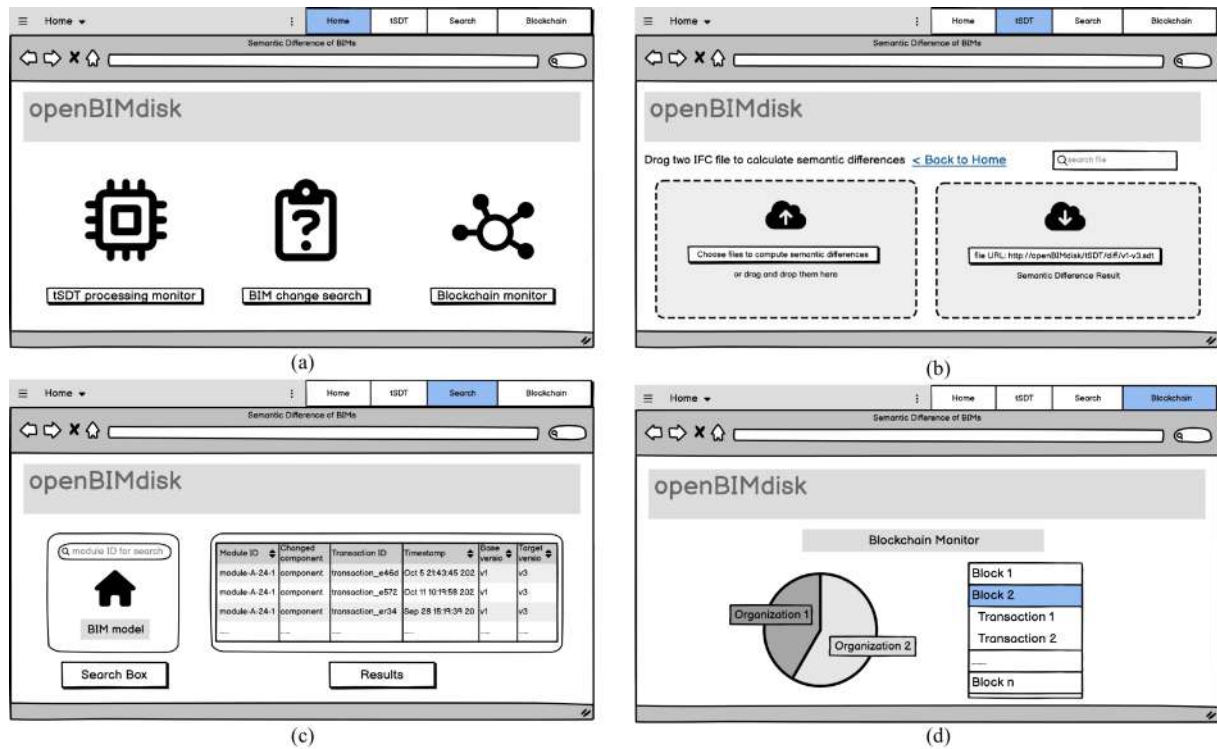 Home
Home tSDT Search Blockchain
Semantic Difference of BIMs
openBIMdisk
tSDT processing monitor
BIM change search
Blockchain monitor
(a)
Home
Home tSDT Search Blockchain
Semantic Difference of BIMs
openBIMdisk
Drag two IFC file to calculate semantic differences < Back to Home
search file
Choose files to compute semantic differences
or drag and drop them here
file URL: http://openBIMdisk/tSDT/diff/v1-v3.sdt
Semantic Difference Result
(b)
Home
Home tSDT Search Blockchain
Semantic Difference of BIMs
openBIMdisk
module ID for search
BIM model
Search Box
Module ID Changed component Transaction ID Timestamp Base versio Target versio
module-A-24-1 component transaction_e46d Oct 5 21:43:45 202 v1 v3
module-A-24-1 component transaction_e572 Oct 11 10:19:58 202 v1 v3
module-A-24-1 component transaction_er34 Sep 28 15:19:39 20 v1 v3
Results
(c)
Home
Home tSDT Search Blockchain
Semantic Difference of BIMs
openBIMdisk
Blockchain Monitor
Organization 1
Organization 2
Block 1
Block 2
Transaction 1
Transaction 2
......
Block n
(d)